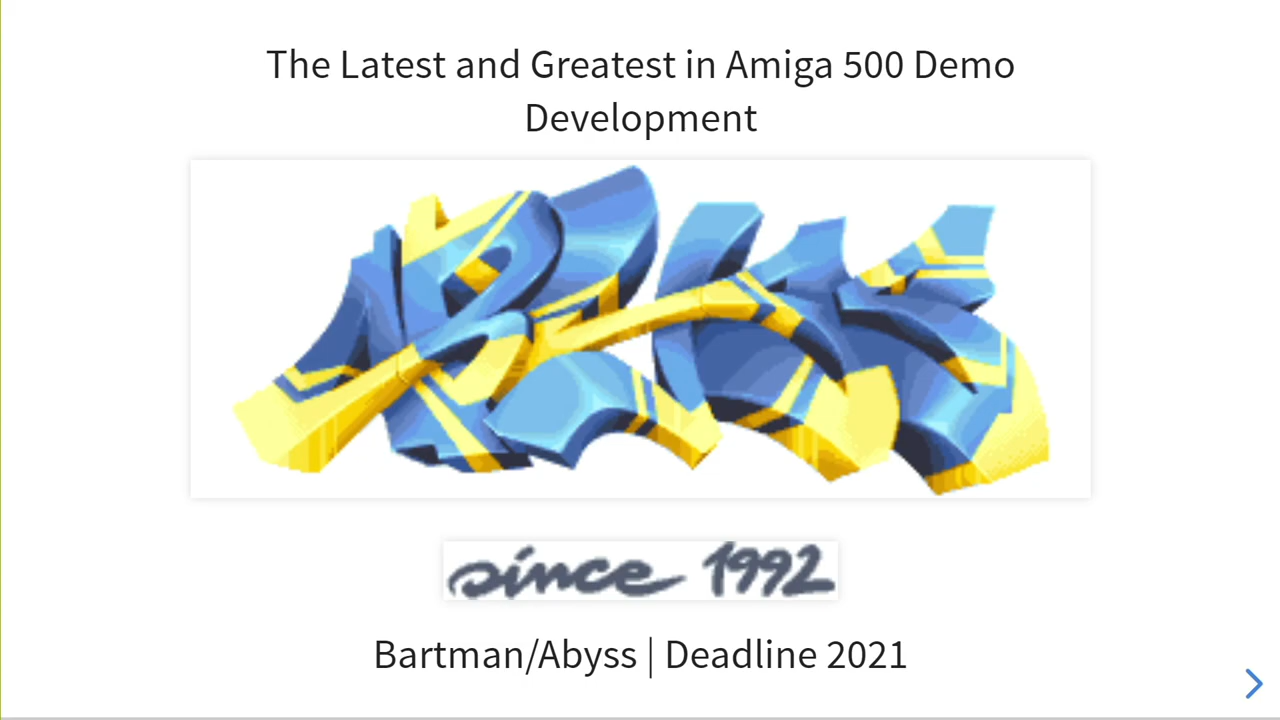 The Latest and Greatest in Amiga 500 Demo
Development
since 1992
Bartman/Abyss | Deadline 2021